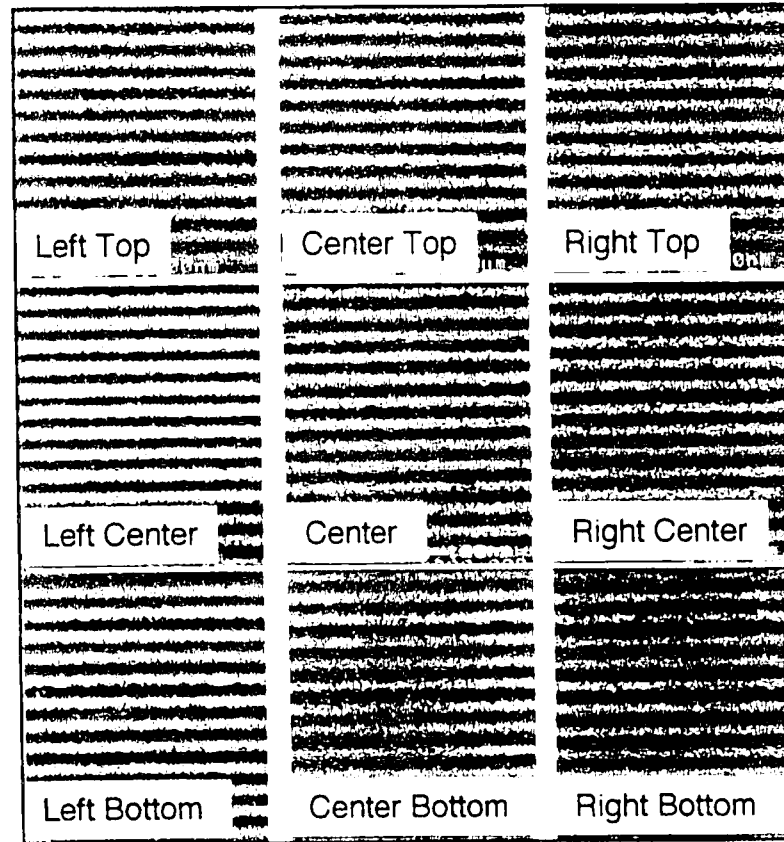 Left Top
Center Top
Right Top
Left Center
Center
Right Center
Left Bottom
Center Bottom
Right Bottom